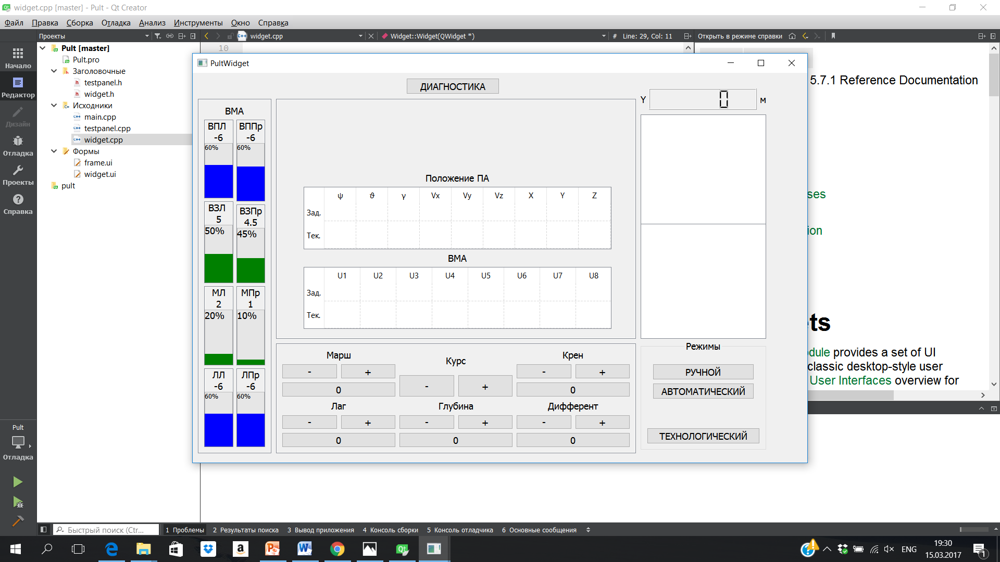 widget.cpp [master] - Pult - Qt Creator
Файл Правка Сборка Отладка Анализ Инструменты Окно Справка
Проекты
widget.cpp
Widget::Widget(QWidget *)
# Line: 29, Col: 11
Открыть в режиме справки
Начало
Редактор
Дизайн
Отладка
Проекты
Справка
Pult
Отладка
Pult [master]
Pult.pro
Заголовочные
testpanel.h
widget.h
Исходники
main.cpp
testpanel.cpp
widget.cpp
Формы
frame.ui
widget.ui
pult
10
PultWidget
ДИАГНОСТИКА
ВМА
ВПЛ ВППр
-6 -6
60% 60%
ВЗЛ ВЗПр
5 4.5
50% 45%
МЛ МПр
2 1
20% 10%
ЛЛ ЛПр
-6 -6
60% 60%
Положение ПА
ψ ϑ γ Vx Vy Vz X Y Z
Зад.
Тек.
ВМА
U1 U2 U3 U4 U5 U6 U7 U8
Зад.
Тек.
Марш Курс Крен
- + - + - +
0 0
Лаг Глубина Дифферент
- + - + - +
0 0 0
Y 0 м
Режимы
РУЧНОЙ
АВТОМАТИЧЕСКИЙ
ТЕХНОЛОГИЧЕСКИЙ
5.7.1 Reference Documentation
ses
ion
ts
dule provides a set of UI
classic desktop-style user
User Interfaces overview for
Быстрый поиск (Ctr...
1 Проблемы 2 Результаты поиска 3 Вывод приложения 4 Консоль сборки 5 Консоль отладчика 6 Основные сообщения
ENG
19:30
15.03.2017
1